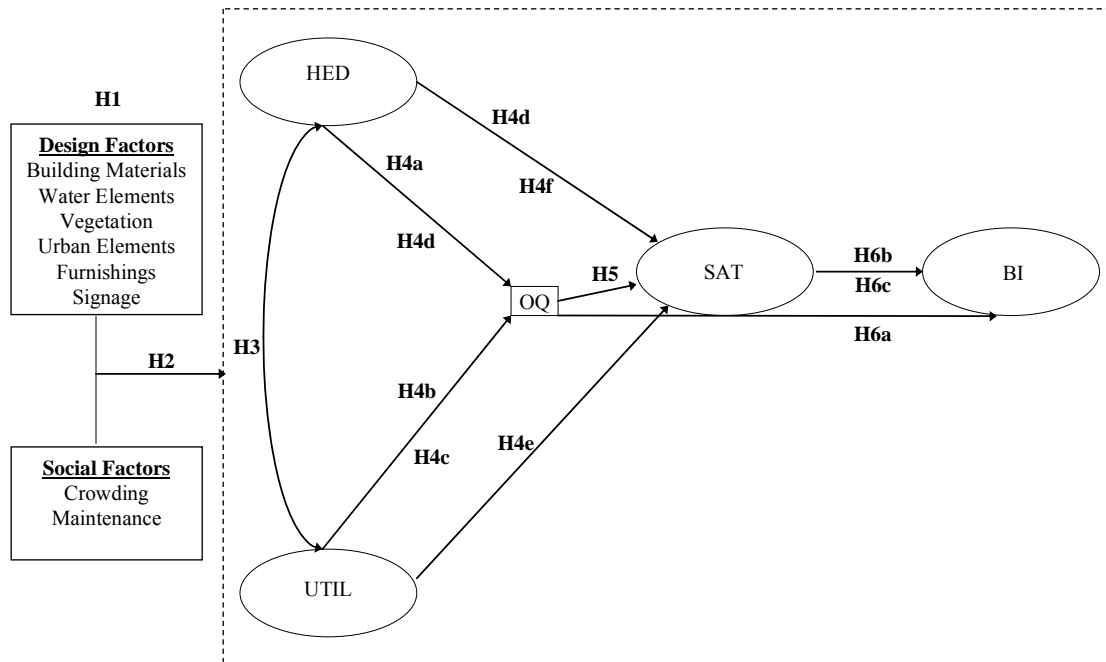 H1
Design Factors
Building Materials
Water Elements
Vegetation
Urban Elements
Furnishings
Signage
H2
Social Factors
Crowding
Maintenance
HED
H4d
H4a
H4f
H4d
SAT
H6b
BI
H5
H6c
OQ
H6a
H3
H4b
H4c
H4e
UTIL